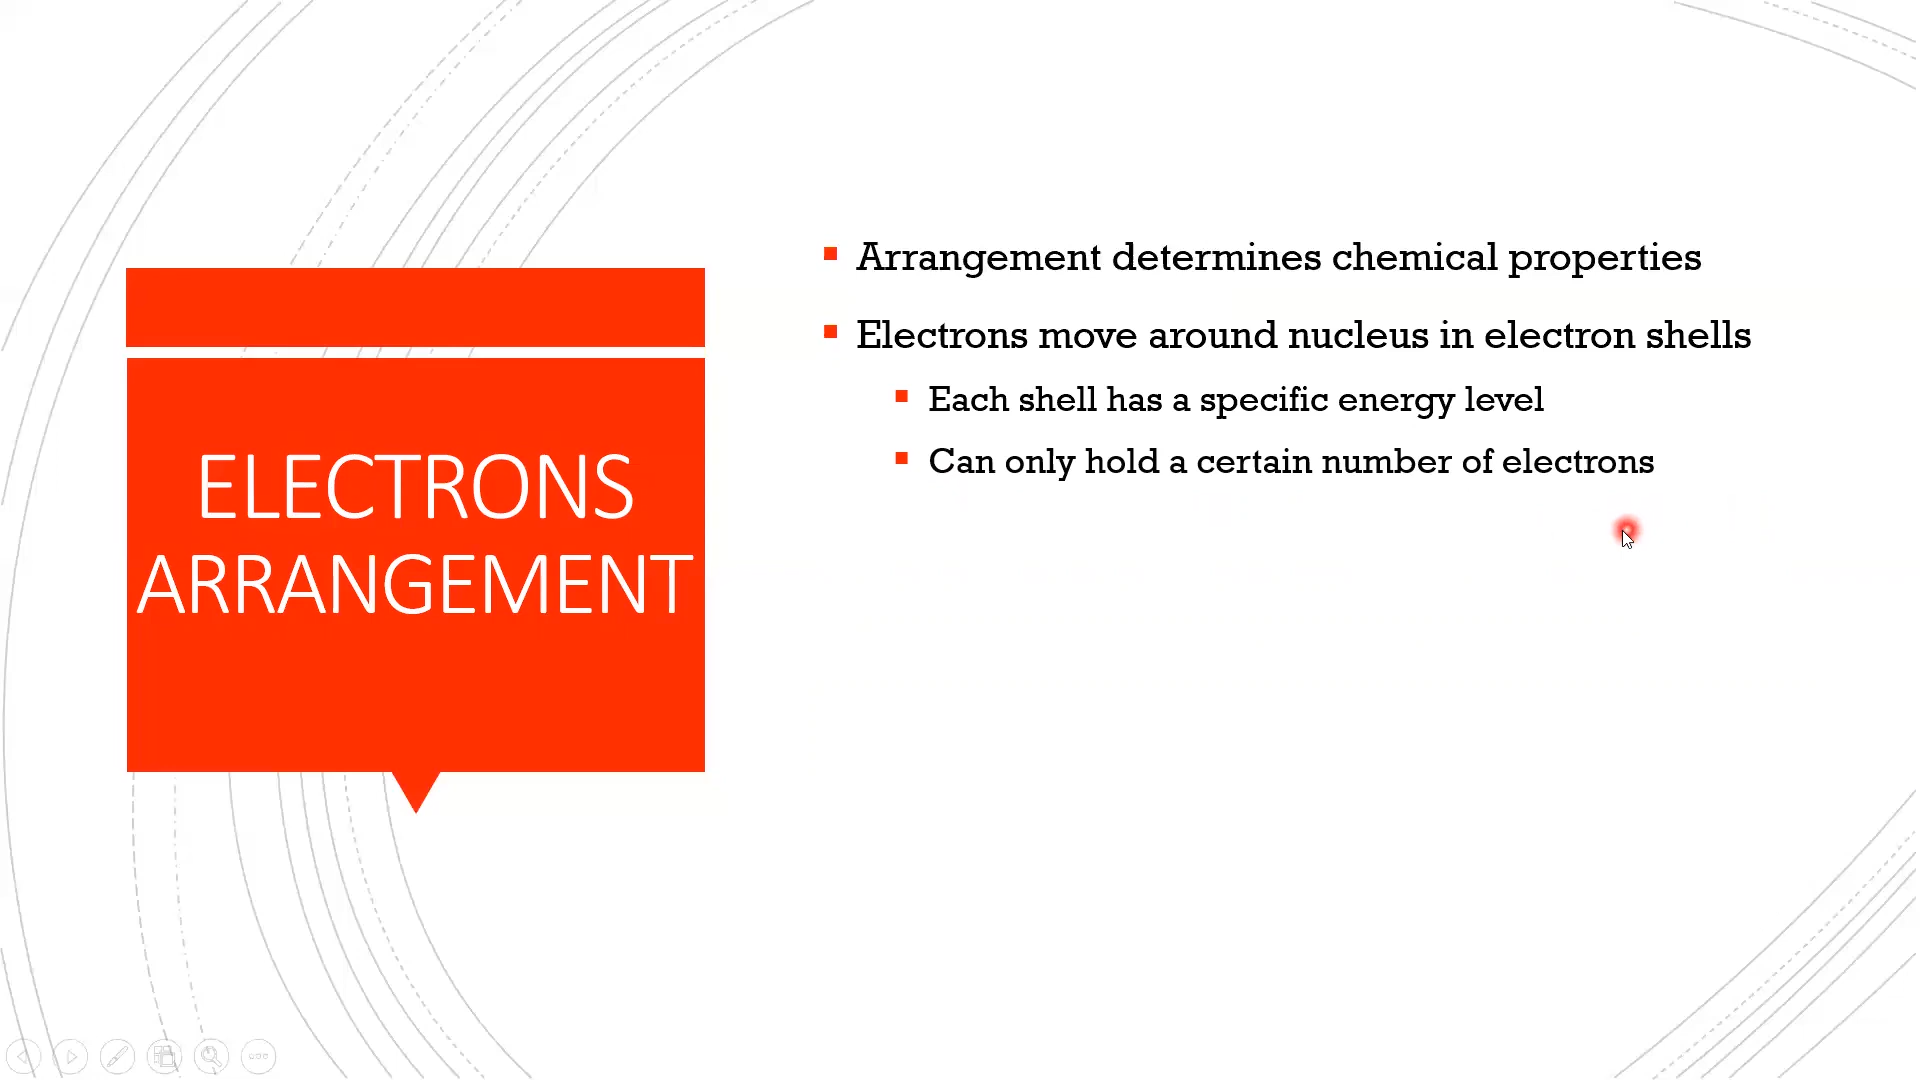 ELECTRONS
ARRANGEMENT
Arrangement determines chemical properties
Electrons move around nucleus in electron shells
Each shell has a specific energy level
Can only hold a certain number of electrons